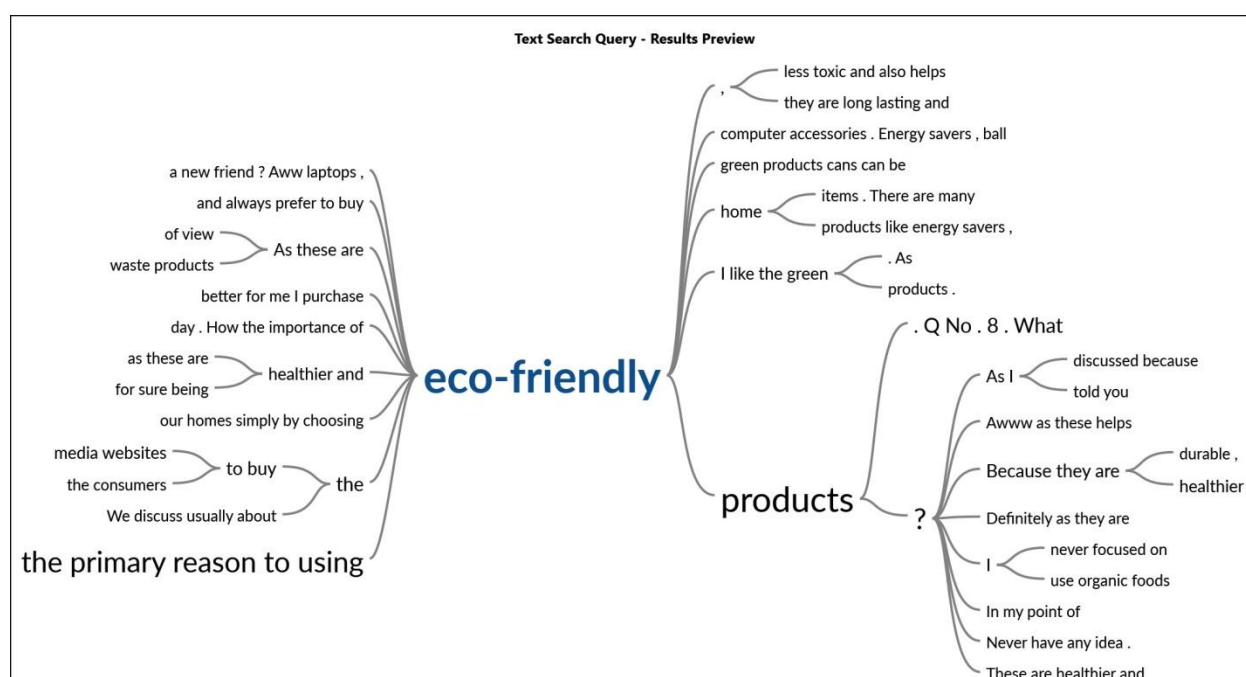 Text Search Query - Results Preview
a new friend ? Aww laptops ,
and always prefer to buy
of view
waste products
As these are
better for me I purchase
day . How the importance of
as these are
for sure being
healthier and
our homes simply by choosing
media websites
the consumers
to buy
We discuss usually about
the
the primary reason to using
eco-friendly
,
less toxic and also helps
they are long lasting and
computer accessories . Energy savers , ball
green products cans can be
home
items . There are many
products like energy savers ,
I like the green
. As
products .
products
. Q No . 8 . What
?
As I
discussed because
told you
Awww as these helps
Because they are
durable ,
healthier
Definitely as they are
I
never focused on
use organic foods
In my point of
Never have any idea .
These are healthier and